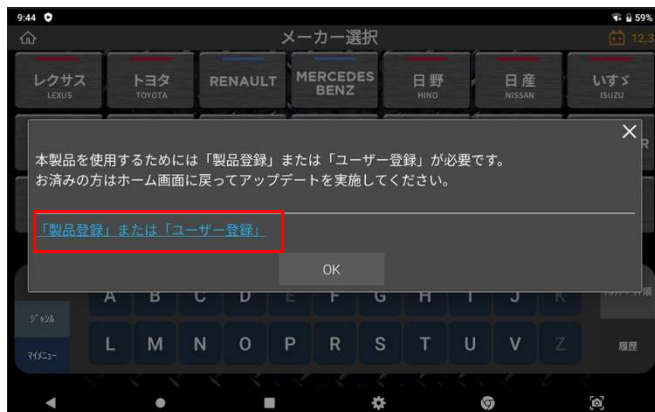 9:44
59%
メーカー選択
12.3
レクサス
LEXUS
トヨタ
TOYOTA
RENAULT
MERCEDES
BENZ
日野
HINO
日産
NISSAN
いすゞ
ISUZU
R
本製品を使用するためには「製品登録」または「ユーザー登録」が必要です。
お済みの方はホーム画面に戻ってアップデートを実施してください。
「製品登録」または「ユーザー登録」
OK
A B C D E F G H I J K
ジャンル
L M N O P R S T U V Z
マイメニュー
履歴